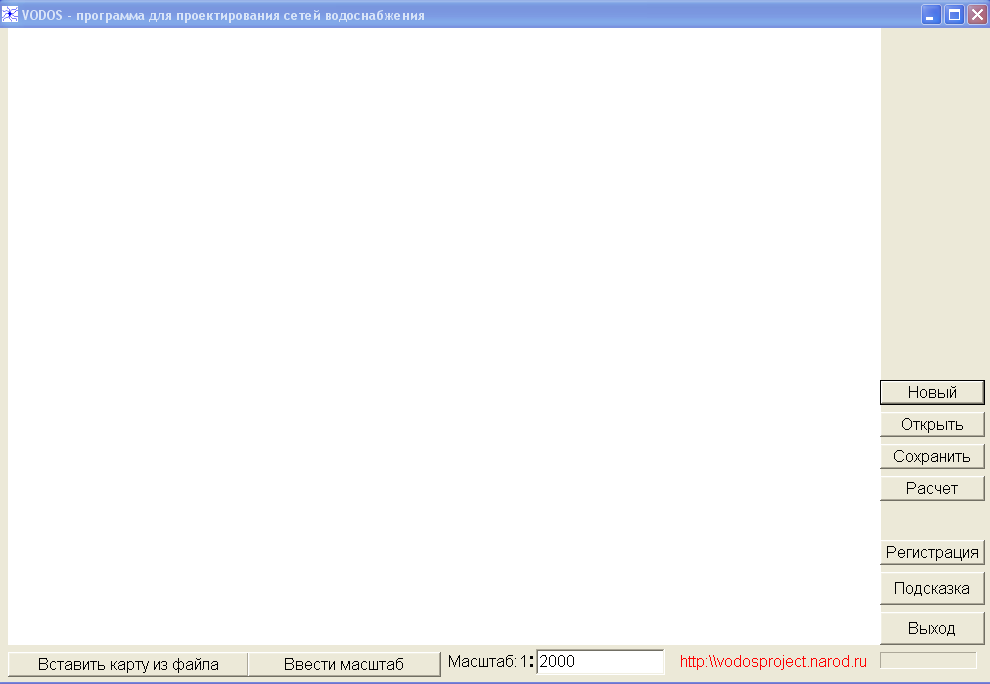 VODOS - программа для проектирования сетей водоснабжения
Новый
Открыть
Сохранить
Расчет
Регистрация
Подсказка
Выход
Вставить карту из файла
Ввести масштаб
Масштаб: 1: 2000
http:\\vodosproject.narod.ru